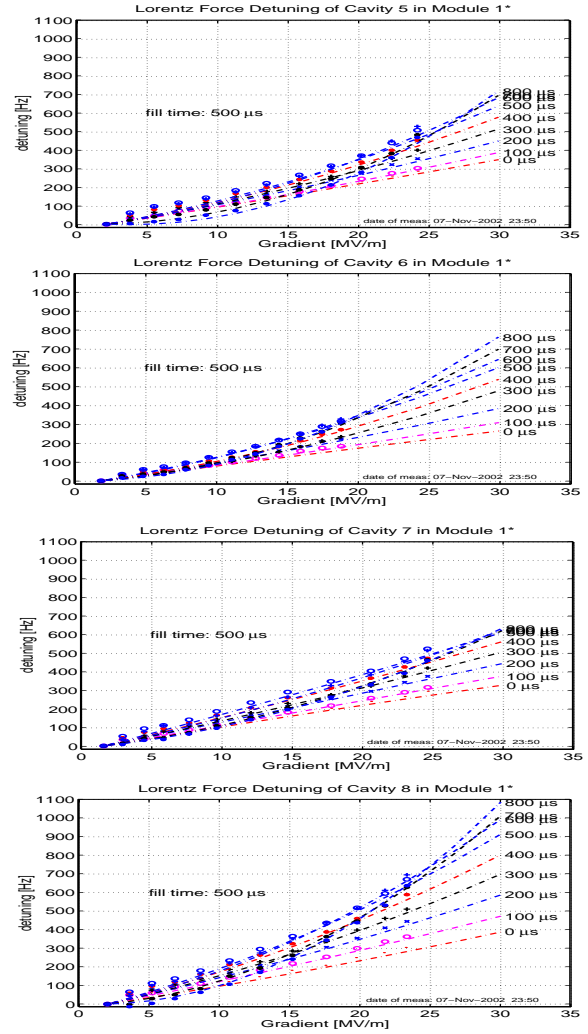 Lorentz Force Detuning of Cavity 5 in Module 1*
1100
1000
900
800
700
600
500
400
300
200
100
0
detuning [Hz]
fill time: 500 µs
800 µs
500 µs
400 µs
300 µs
200 µs
100 µs
0 µs
date of meas: 07−Nov−2002 23:50
0 5 10 15 20 25 30 35
Gradient [MV/m]
Lorentz Force Detuning of Cavity 6 in Module 1*
1100
1000
900
800
700
600
500
400
300
200
100
0
detuning [Hz]
fill time: 500 µs
800 µs
700 µs
600 µs
500 µs
400 µs
300 µs
200 µs
100 µs
0 µs
date of meas: 07−Nov−2002 23:50
0 5 10 15 20 25 30 35
Gradient [MV/m]
Lorentz Force Detuning of Cavity 7 in Module 1*
1100
1000
900
800
700
600
500
400
300
200
100
0
detuning [Hz]
fill time: 500 µs
400 µs
300 µs
200 µs
100 µs
0 µs
date of meas: 07−Nov−2002 23:50
0 5 10 15 20 25 30 35
Gradient [MV/m]
Lorentz Force Detuning of Cavity 8 in Module 1*
1100
1000
900
800
700
600
500
400
300
200
100
0
detuning [Hz]
fill time: 500 µs
800 µs
700 µs
600 µs
500 µs
400 µs
300 µs
200 µs
100 µs
0 µs
date of meas: 07−Nov−2002 23:50
0 5 10 15 20 25 30 35
Gradient [MV/m]